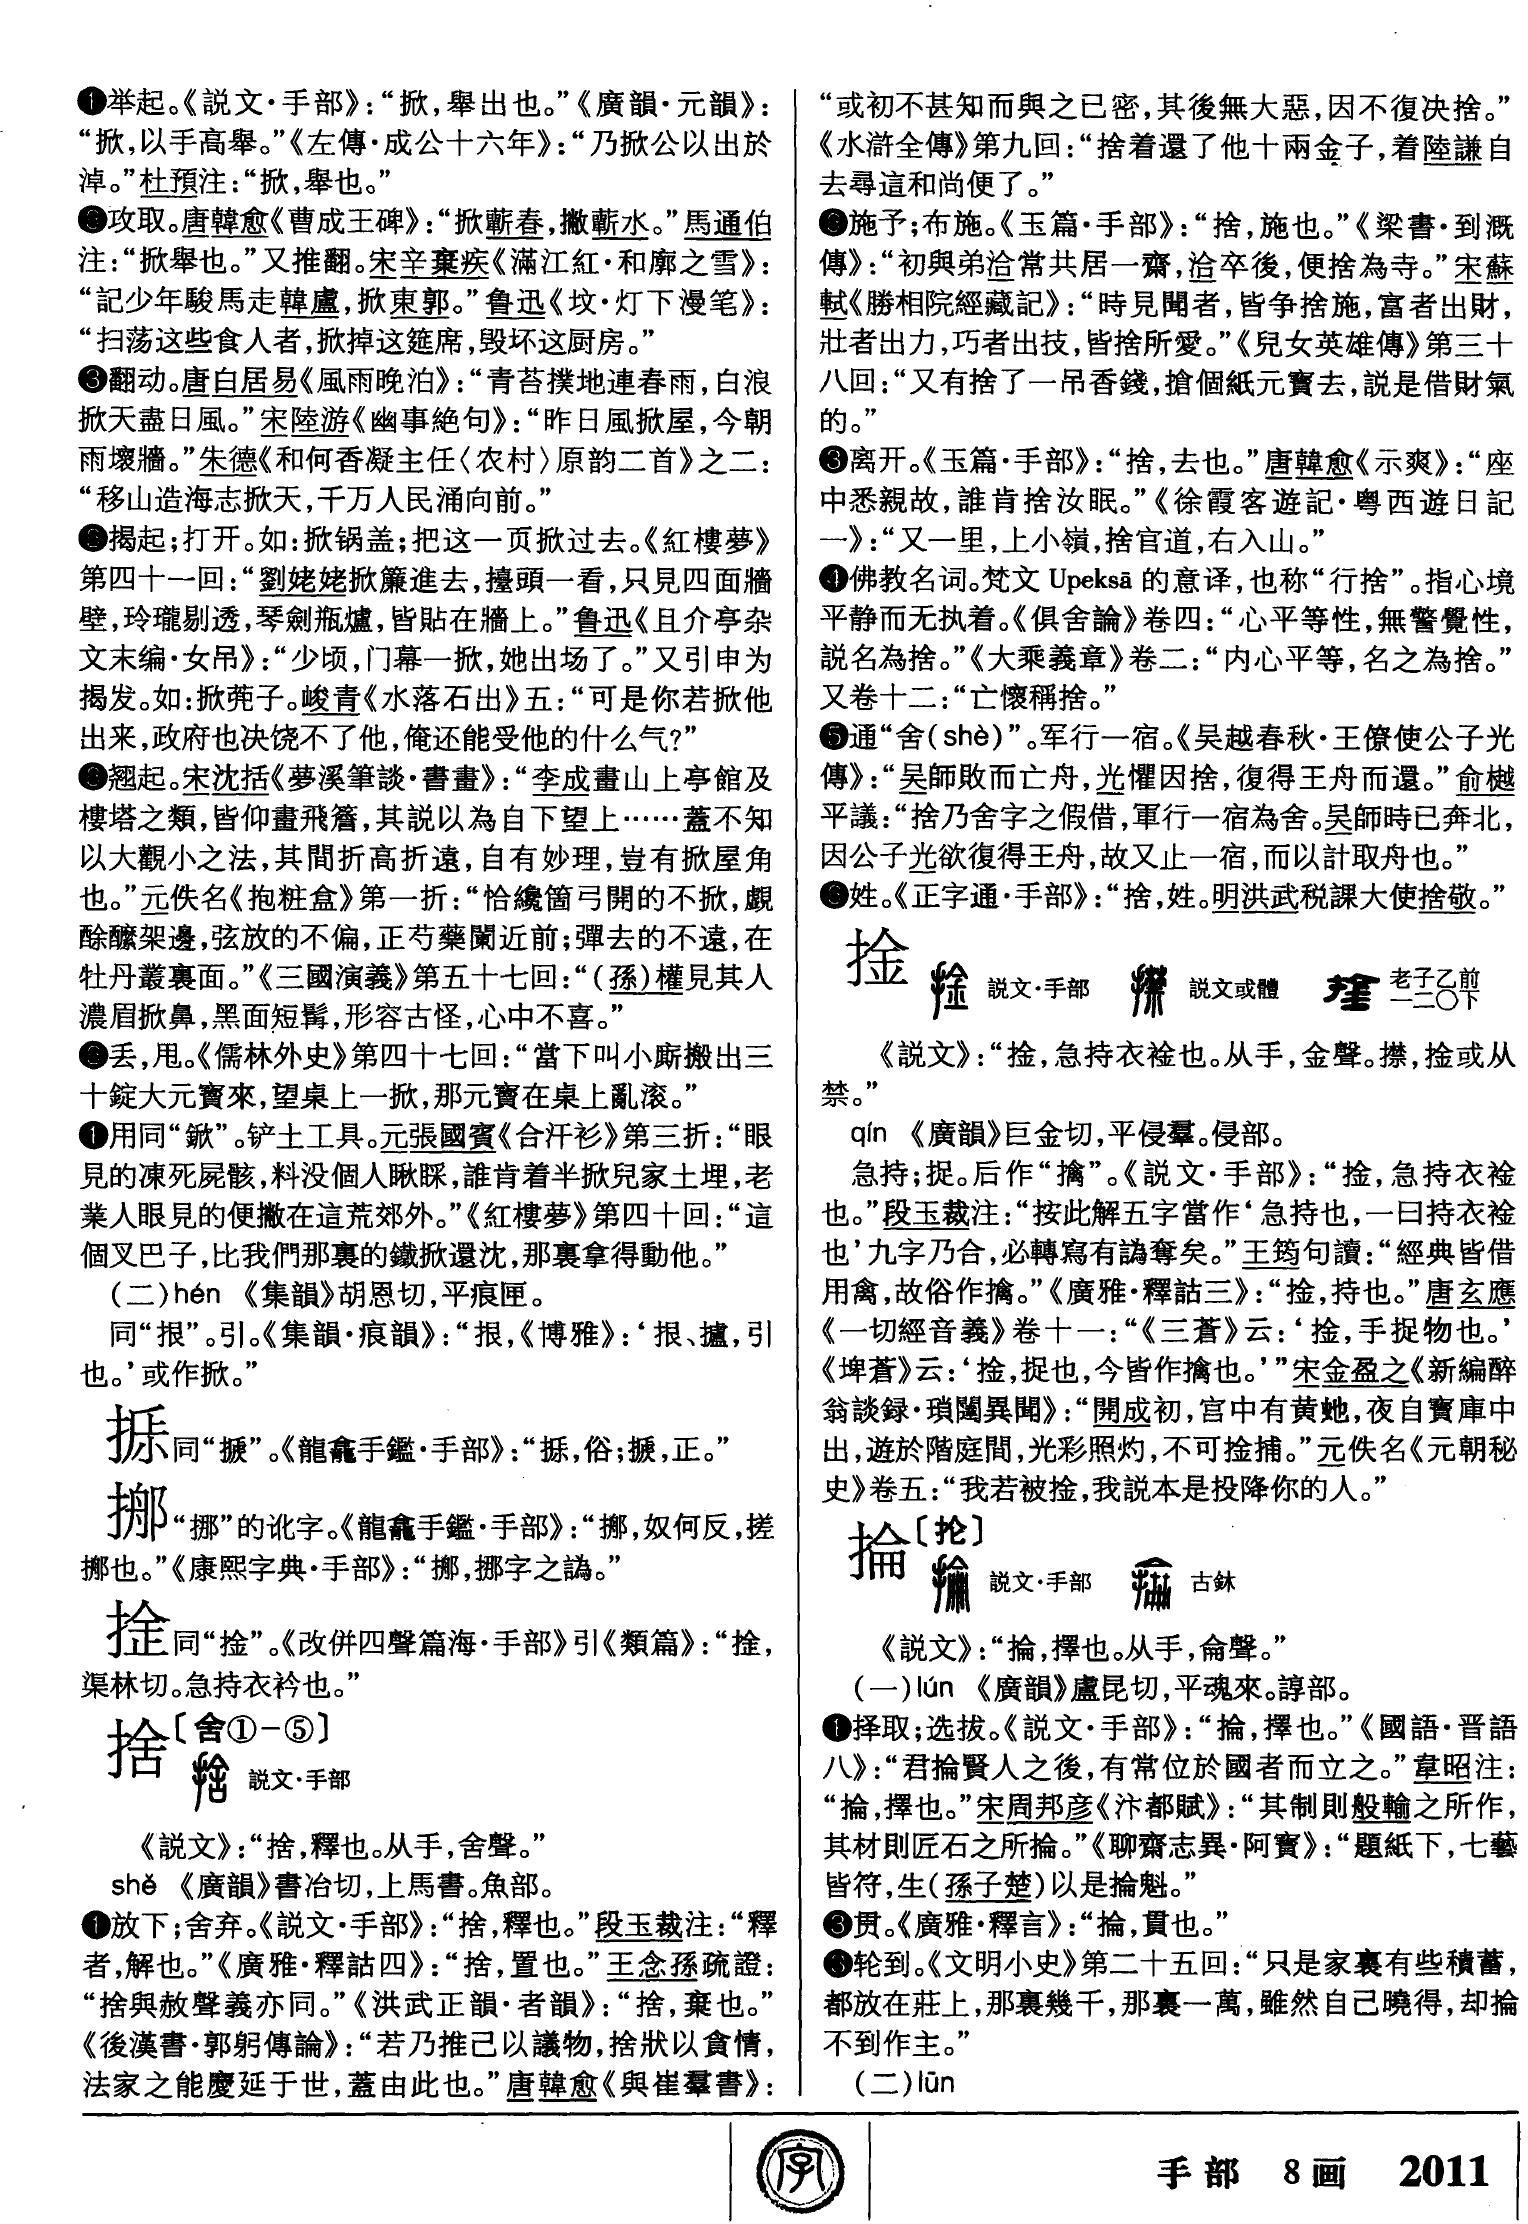 ❶举起。《説文·手部》：“掀，舉出也。”《廣韻·元韻》：
“掀，以手高舉。”《左傳·成公十六年》：“乃掀公以出於
淖。”杜預注：“掀，舉也。”
❷攻取。唐韓愈《曹成王碑》：“掀蘄春，撇蘄水。”馬通伯
注：“掀舉也。”又推翻。宋辛棄疾《滿江紅·和廓之雪》：
“記少年駿馬走韓盧，掀東郭。”鲁迅《坟·灯下漫笔》：
“扫荡这些食人者，掀掉这筵席，毁坏这厨房。”
❸翻动。唐白居易《風雨晚泊》：“青苔撲地連春雨，白浪
掀天盡日風。”宋陸游《幽事絶句》：“昨日風掀屋，今朝
雨壞牆。”朱德《和何香凝主任〈农村〉原韵二首》之二：
“移山造海志掀天，千万人民涌向前。”
揭起；打开。如：掀锅盖；把这一页掀过去。《紅樓夢》
第四十一回：“劉姥姥掀簾進去，擡頭一看，只見四面牆
壁，玲瓏剔透，琴劍瓶爐，皆貼在牆上。”鲁迅《且介亭杂
文末编·女吊》：“少顷，门幕一掀，她出场了。”又引申为
揭发。如：掀蔸子。峻青《水落石出》五：“可是你若掀他
出来，政府也决饶不了他，俺还能受他的什么气？”
翘起。宋沈括《夢溪筆談·書畫》：“李成畫山上亭館及
樓塔之類，皆仰畫飛簷，其説以為自下望上……蓋不知
以大觀小之法，其間折高折遠，自有妙理，豈有掀屋角
也。”元佚名《抱粧盒》第一折：“恰纔箇弓開的不掀，覷
酴醿架邊，弦放的不偏，正芍藥闌近前；彈去的不遠，在
牡丹叢裏面。”《三國演義》第五十七回：“（孫）權見其人
濃眉掀鼻，黑面短髯，形容古怪，心中不喜。”
丢，甩。《儒林外史》第四十七回：“當下叫小廝搬出三
十錠大元寶來，望桌上一掀，那元寶在桌上亂滚。”
用同“鍁”。铲土工具。元張國賓《合汗衫》第三折：“眼
見的凍死屍骸，料没個人瞅睬，誰肯着半掀兒家土埋，老
業人眼見的便撇在這荒郊外。”《紅樓夢》第四十回：“這
個叉巴子，比我們那裏的鐵掀還沈，那裏拿得動他。”
（二）hén 《集韻》胡恩切，平痕匣。
同“拫”。引。《集韻·痕韻》：“拫，《博雅》：‘拫、攎，引
也。’或作掀。”
同“搋”。《龍龕手鑑·手部》：“㧡，俗；搋，正。”
㨏“挪”的讹字。《龍龕手鑑·手部》：“㨏，奴何反，搓
㨏也。”《康熙字典·手部》：“㨏，挪字之譌。”
同“捦”。《改併四聲篇海·手部》引《類篇》：“，
渠林切。急持衣衿也。”
捨〔舍①－⑤〕
説文·手部
《説文》：“捨，釋也。从手，舍聲。”
shě 《廣韻》書冶切，上馬書。魚部。
❶放下；舍弃。《説文·手部》：“捨，釋也。”段玉裁注：“釋
者，解也。”《廣雅·釋詁四》：“捨，置也。”王念孫疏證：
“捨與赦聲義亦同。”《洪武正韻·者韻》：“捨，棄也。”
《後漢書·郭躬傳論》：“若乃推己以議物，捨狀以貪情，
法家之能慶延于世，蓋由此也。”唐韓愈《與崔羣書》：
“或初不甚知而與之已密，其後無大惡，因不復决捨。”
《水滸全傳》第九回：“捨着還了他十兩金子，着陸謙自
去尋這和尚便了。”
❷施予；布施。《玉篇·手部》：“捨，施也。”《梁書·到溉
傳》：“初與弟洽常共居一齋，洽卒後，便捨為寺。”宋蘇
軾《勝相院經藏記》：“時見聞者，皆争捨施，富者出財，
壯者出力，巧者出技，皆捨所愛。”《兒女英雄傳》第三十
八回：“又有捨了一吊香錢，搶個紙元寶去，説是借財氣
的。”
❸离开。《玉篇·手部》：“捨，去也。”唐韓愈《示爽》：“座
中悉親故，誰肯捨汝眠。”《徐霞客遊記·粤西遊日記
一》：“又一里，上小嶺，捨官道，右入山。”
❹佛教名词。梵文 Upeksā 的意译，也称“行捨”。指心境
平静而无执着。《俱舍論》卷四：“心平等性，無警覺性，
説名為捨。”《大乘義章》卷二：“内心平等，名之為捨。”
又卷十二：“亡懷稱捨。”
❺通“舍（shè）”。军行一宿。《吴越春秋·王僚使公子光
傳》：“吴師敗而亡舟，光懼因捨，復得王舟而還。”俞樾
平議：“捨乃舍字之假借，軍行一宿為舍。吴師時已奔北，
因公子光欲復得王舟，故又止一宿，而以計取舟也。”
❻姓。《正字通·手部》：“捨，姓。明洪武税課大使捨敬。”
捦 説文·手部 説文或體 老子乙前一二〇下
《説文》：“捦，急持衣裣也。从手，金聲。㩒，捦或从
禁。”
qín 《廣韻》巨金切，平侵羣。侵部。
急持；捉。后作“擒”。《説文·手部》：“捦，急持衣裣
也。”段玉裁注：“按此解五字當作‘急持也，一曰持衣裣
也’九字乃合，必轉寫有譌奪矣。”王筠句讀：“經典皆借
用禽，故俗作擒。”《廣雅·釋詁三》：“捦，持也。”唐玄應
《一切經音義》卷十一：“《三蒼》云：‘捦，手捉物也。’
《埤蒼》云：‘捦，捉也，今皆作擒也。’”宋金盈之《新編醉
翁談録·瑣闥異聞》：“開成初，宫中有黄虵，夜自寶庫中
出，遊於階庭間，光彩照灼，不可捦捕。”元佚名《元朝秘
史》卷五：“我若被捦，我説本是投降你的人。”
掄〔抡〕
説文·手部 古鉥
《説文》：“掄，擇也。从手，侖聲。”
（一）lún 《廣韻》盧昆切，平魂來。諄部。
❶择取；选拔。《説文·手部》：“掄，擇也。”《國語·晋語
八》：“君掄賢人之後，有常位於國者而立之。”韋昭注：
“掄，擇也。”宋周邦彦《汴都賦》：“其制則般輸之所作，
其材則匠石之所掄。”《聊齋志異·阿寶》：“題紙下，七藝
皆符，生（孫子楚）以是掄魁。”
贯。《廣雅·釋言》：“掄，貫也。”
❸轮到。《文明小史》第二十五回：“只是家裏有些積蓄，
都放在莊上，那裏幾千，那裏一萬，雖然自己曉得，却掄
不到作主。”
（二）lūn
字
手部 8画 2011